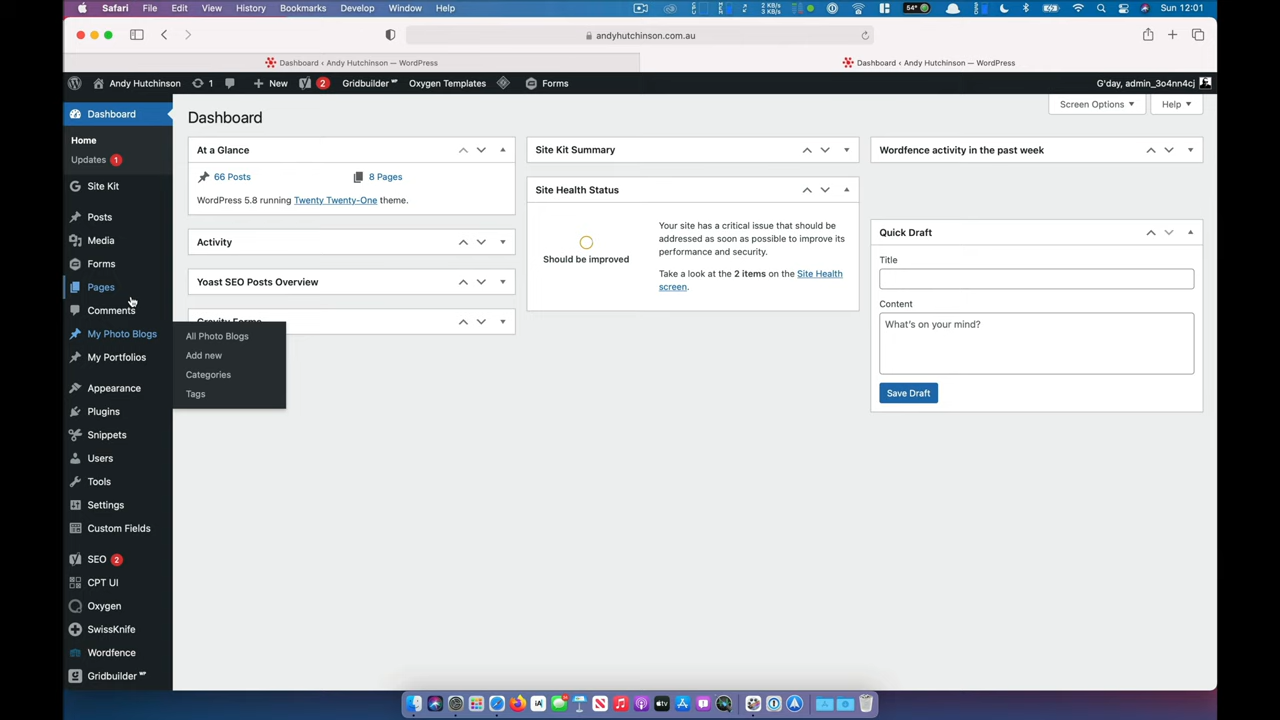 Safari File Edit View History Bookmarks Develop Window Help
54°
Sun 12:01
andyhutchinson.com.au
Dashboard ‹ Andy Hutchinson — WordPress
Dashboard ‹ Andy Hutchinson — WordPress
Andy Hutchinson 1 + New 2 Gridbuilder WP Oxygen Templates Forms
G'day, admin_3o4nn4cj
Screen Options ▼
Help ▼
Dashboard
Home
Updates 1
Site Kit
Posts
Media
Forms
Pages
Comments
My Photo Blogs
My Portfolios
Appearance
Plugins
Snippets
Users
Tools
Settings
Custom Fields
SEO 2
CPT UI
Oxygen
SwissKnife
Wordfence
Gridbuilder WP
All Photo Blogs
Add new
Categories
Tags
Dashboard
At a Glance
66 Posts
8 Pages
WordPress 5.8 running Twenty Twenty-One theme.
Activity
Yoast SEO Posts Overview
Gravity Forms
Site Kit Summary
Site Health Status
Should be improved
Your site has a critical issue that should be
addressed as soon as possible to improve its
performance and security.
Take a look at the 2 items on the Site Health
screen.
Wordfence activity in the past week
Quick Draft
Title
Content
What's on your mind?
Save Draft